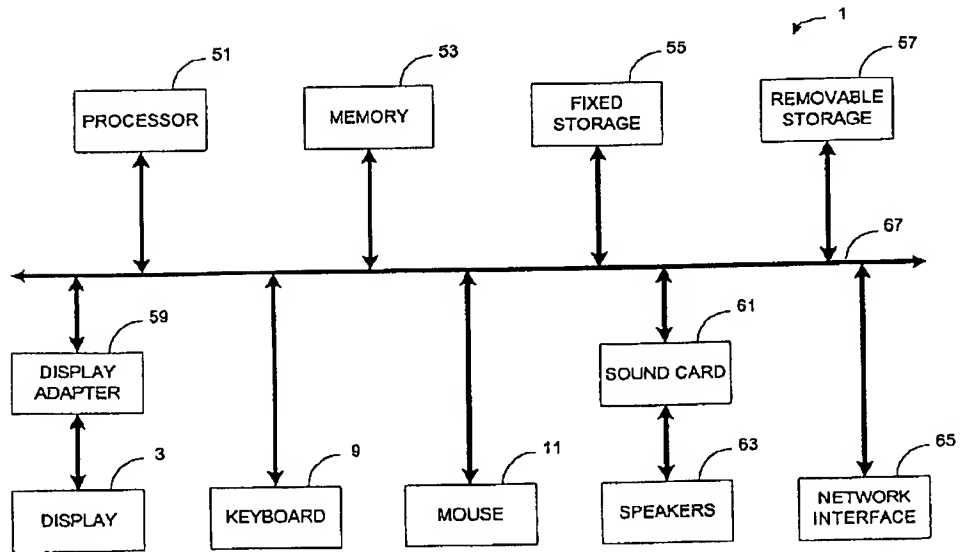 1
51
53
55
57
PROCESSOR
MEMORY
FIXED
STORAGE
REMOVABLE
STORAGE
67
59
61
DISPLAY
ADAPTER
SOUND CARD
3
9
11
63
65
DISPLAY
KEYBOARD
MOUSE
SPEAKERS
NETWORK
INTERFACE